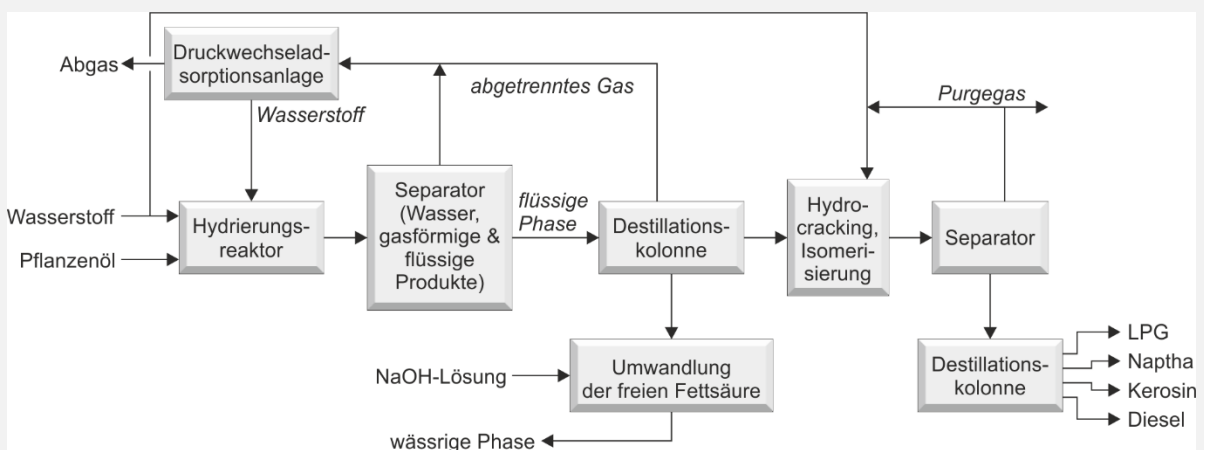 Druckwechselad-
sorptionsanlage
Abgas
abgetrenntes Gas
Purgegas
Wasserstoff
Wasserstoff
Pflanzenöl
Hydrierungs-
reaktor
Separator
(Wasser,
gasförmige &
flüssige
Produkte)
flüssige
Phase
Destillations-
kolonne
Hydro-
cracking,
Isomeri-
sierung
Separator
NaOH-Lösung
Umwandlung
der freien Fettsäure
wässrige Phase
Destillations-
kolonne
LPG
Naptha
Kerosin
Diesel